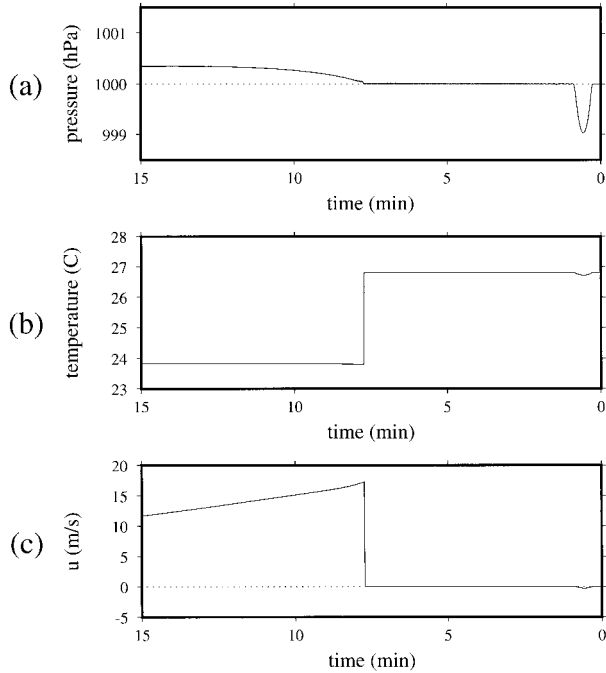 (a)
pressure (hPa)
1001
1000
999
15 10 5 0
time (min)
(b)
temperature (C)
28
27
26
25
24
23
15 10 5 0
time (min)
(c)
u (m/s)
20
15
10
5
0
-5
15 10 5 0
time (min)